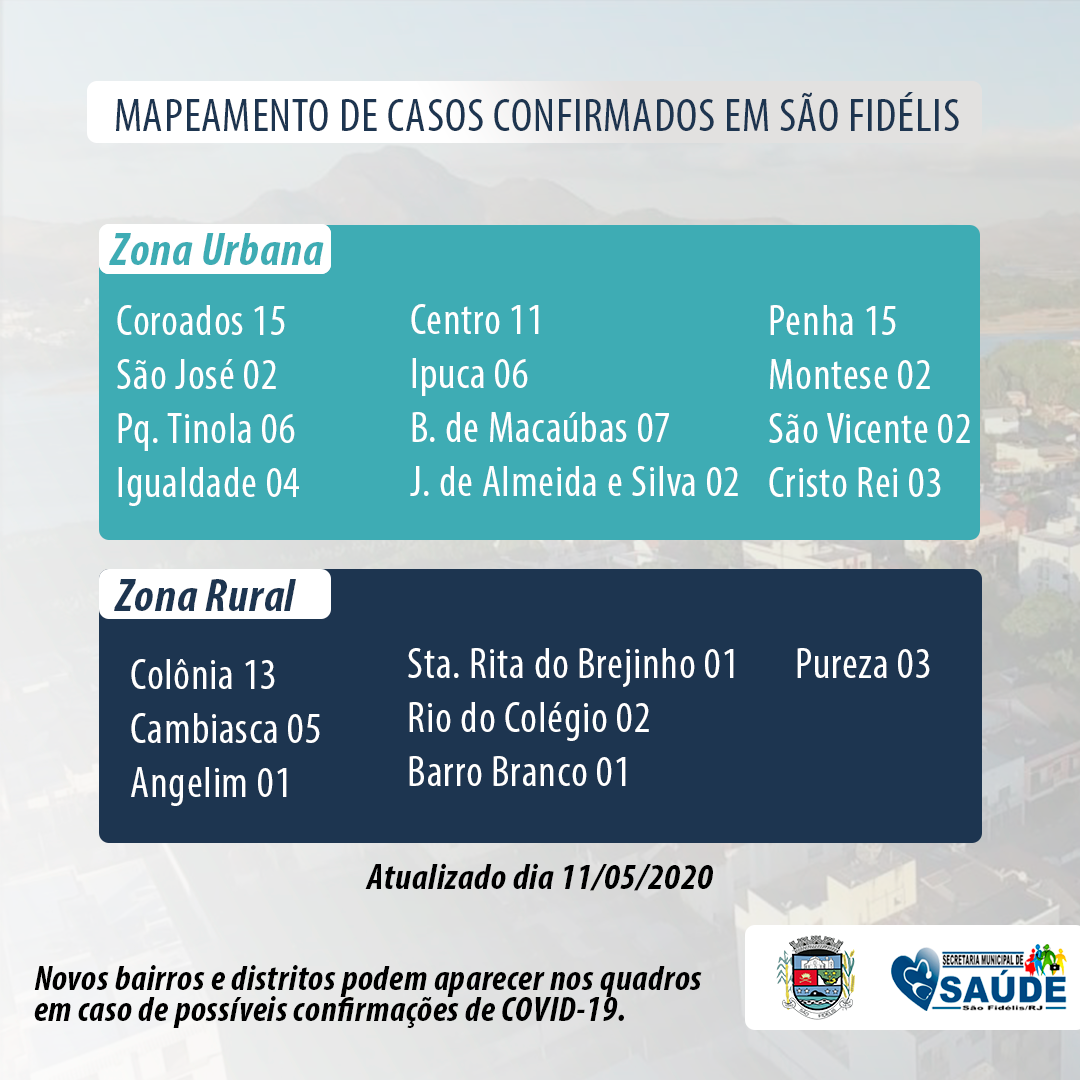 MAPEAMENTO DE CASOS CONFIRMADOS EM SÃO FIDÉLIS
Zona Urbana
Coroados 15
São José 02
Pq. Tinola 06
Igualdade 04
Centro 11
Ipuca 06
B. de Macaúbas 07
J. de Almeida e Silva 02
Penha 15
Montese 02
São Vicente 02
Cristo Rei 03
Zona Rural
Colônia 13
Cambiasca 05
Angelim 01
Sta. Rita do Brejinho 01
Rio do Colégio 02
Barro Branco 01
Pureza 03
Atualizado dia 11/05/2020
Novos bairros e distritos podem aparecer nos quadros
em caso de possíveis confirmações de COVID-19.
SÃO FIDÉLIS
SECRETARIA MUNICIPAL DE
SAÚDE
São Fidélis/RJ